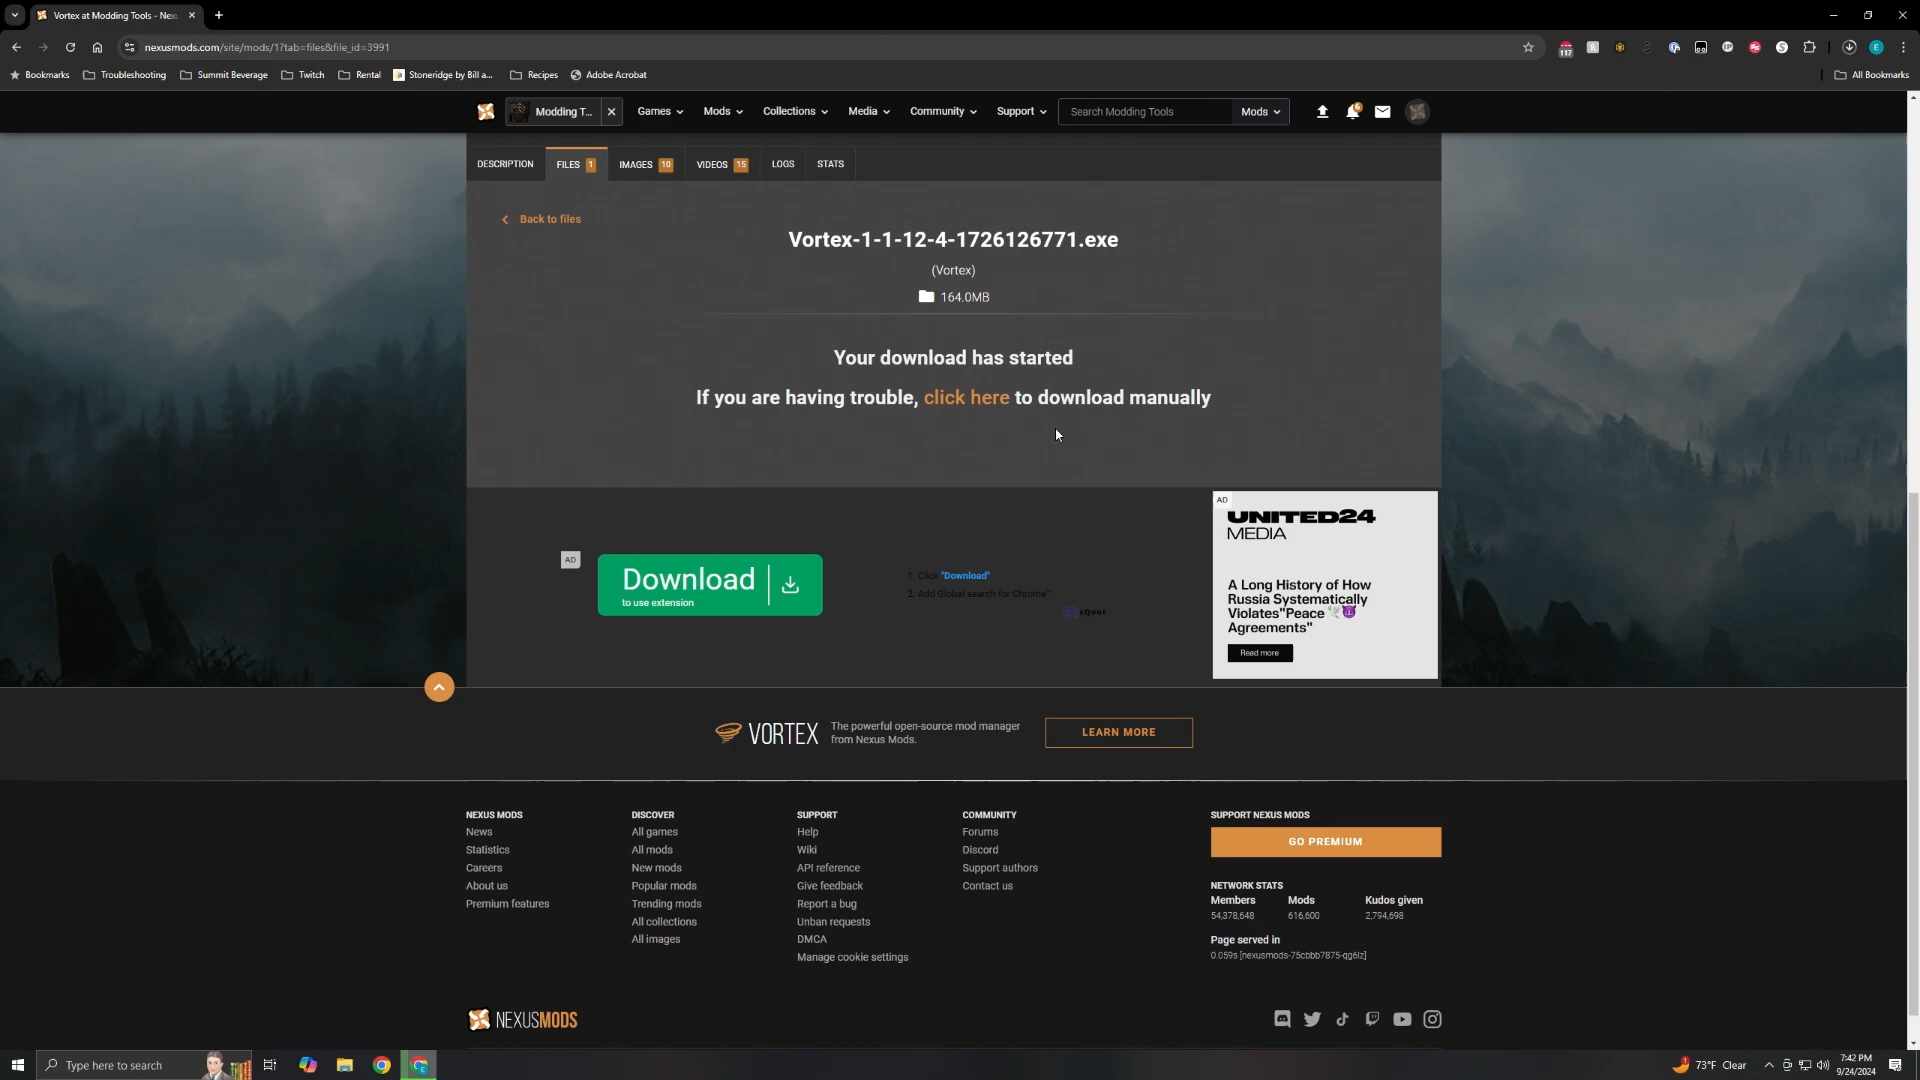 Vortex at Modding Tools - Nex
nexusmods.com/site/mods/1?tab=files&file_id=3991
117
E
Bookmarks
Troubleshooting
Summit Beverage
Twitch
Rental
Stoneridge by Bill a...
Recipes
Adobe Acrobat
All Bookmarks
Modding T...
Games
Mods
Collections
Media
Community
Support
Search Modding Tools
Mods
DESCRIPTION
FILES 1
IMAGES 10
VIDEOS 15
LOGS
STATS
Back to files
Vortex-1-1-12-4-1726126771.exe
(Vortex)
164.0MB
Your download has started
If you are having trouble, click here to download manually
AD
Download
to use extension
1. Click "Download"
2. Add Global search for Chrome™
sQout
AD
UNITED24
MEDIA
A Long History of How
Russia Systematically
Violates"Peace
Agreements"
Read more
VORTEX
The powerful open-source mod manager
from Nexus Mods.
LEARN MORE
NEXUS MODS
News
Statistics
Careers
About us
Premium features
DISCOVER
All games
All mods
New mods
Popular mods
Trending mods
All collections
All images
SUPPORT
Help
Wiki
API reference
Give feedback
Report a bug
Unban requests
DMCA
Manage cookie settings
COMMUNITY
Forums
Discord
Support authors
Contact us
SUPPORT NEXUS MODS
GO PREMIUM
NETWORK STATS
Members Mods Kudos given
54,378,648 616,600 2,794,698
Page served in
0.059s [nexusmods-75cbbb7875-qg6lz]
NEXUSMODS
Type here to search
73°F Clear
7:42 PM
9/24/2024